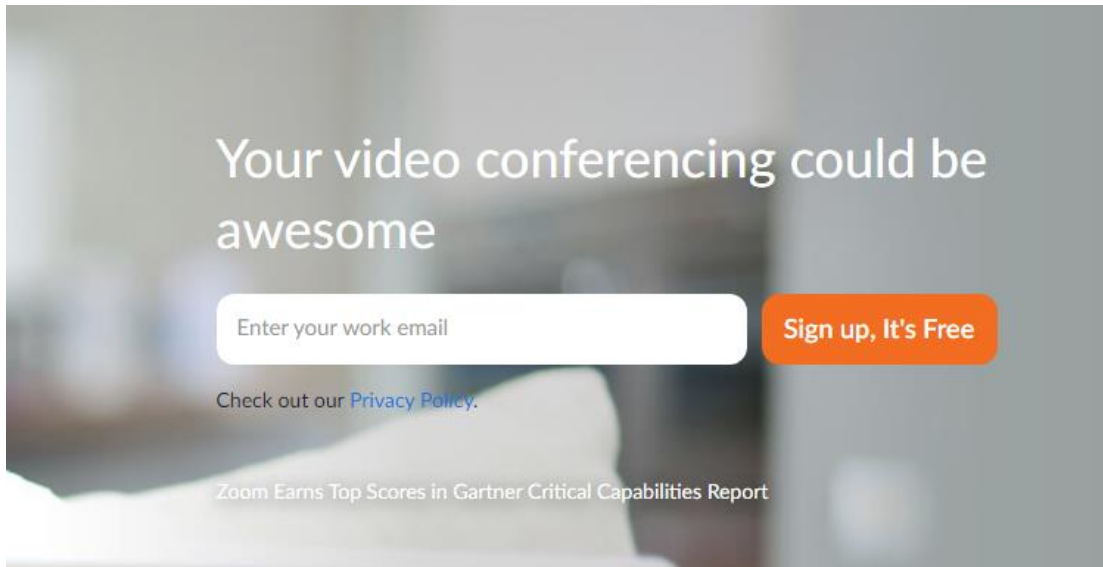 Your video conferencing could be
awesome
Enter your work email
Sign up, It's Free
Check out our Privacy Policy.
Zoom Earns Top Scores in Gartner Critical Capabilities Report